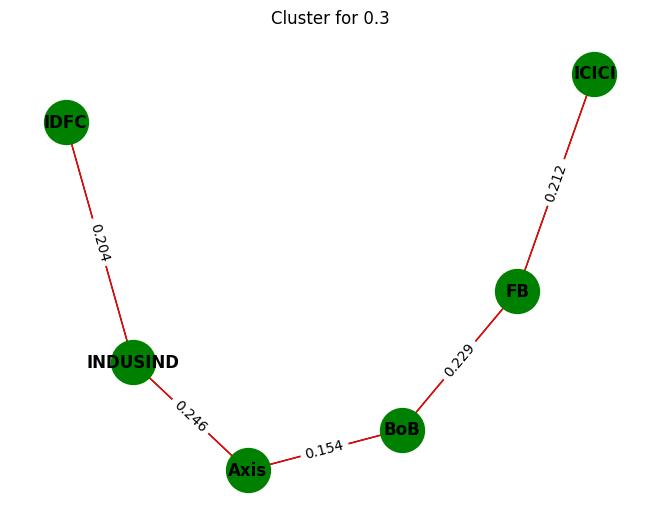 Cluster for 0.3
ICICI
IDFC
0.212
0.204
FB
0.229
INDUSIND
0.246
BoB
0.154
Axis